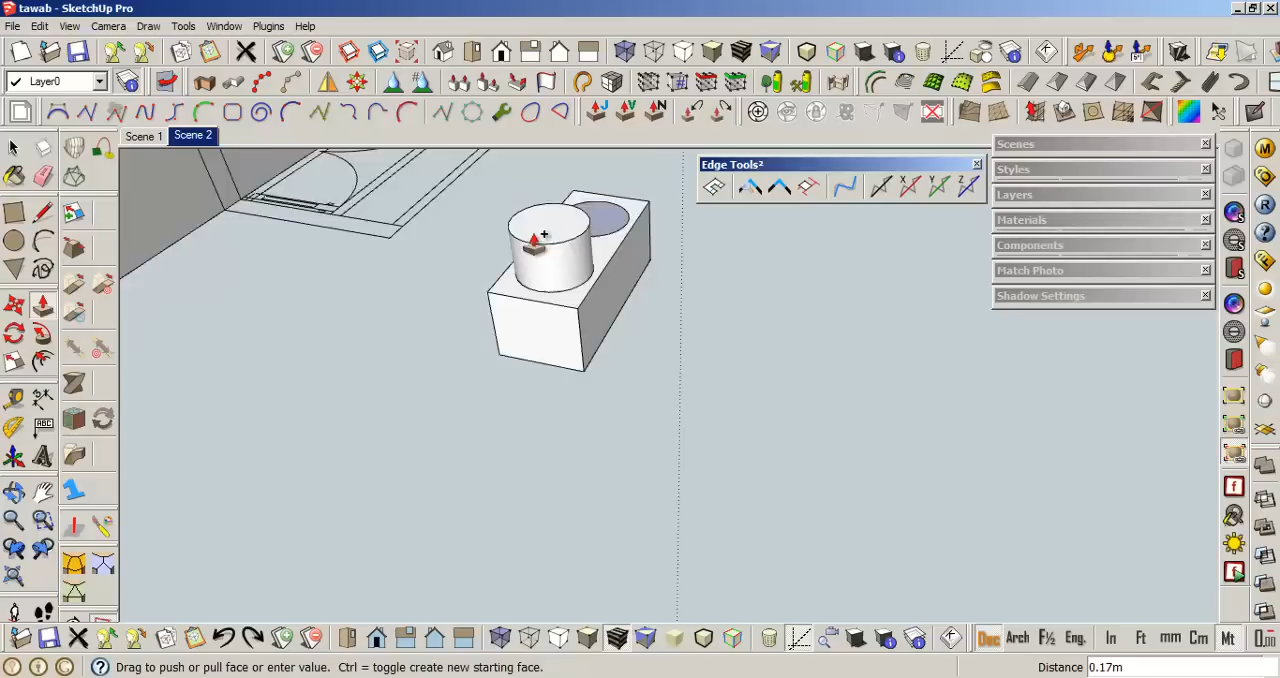 tawab - SketchUp Pro
File Edit View Camera Draw Tools Window Plugins Help
Layer0
Scene 1 Scene 2
Edge Tools²
Scenes
Styles
Layers
Materials
Components
Match Photo
Shadow Settings
Doc Arch F½ Eng. In Ft mm Cm Mt
Drag to push or pull face or enter value. Ctrl = toggle create new starting face. Distance 0.17m